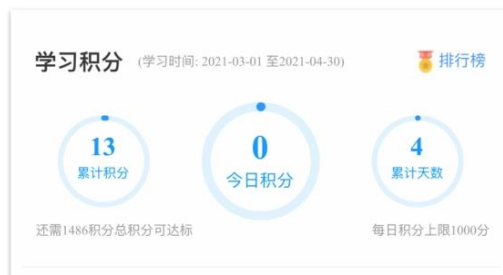 学习积分 (学习时间: 2021-03-01 至2021-04-30) 排行榜
13 0 4
累计积分 今日积分 累计天数
还需1486积分总积分可达标 每日积分上限1000分